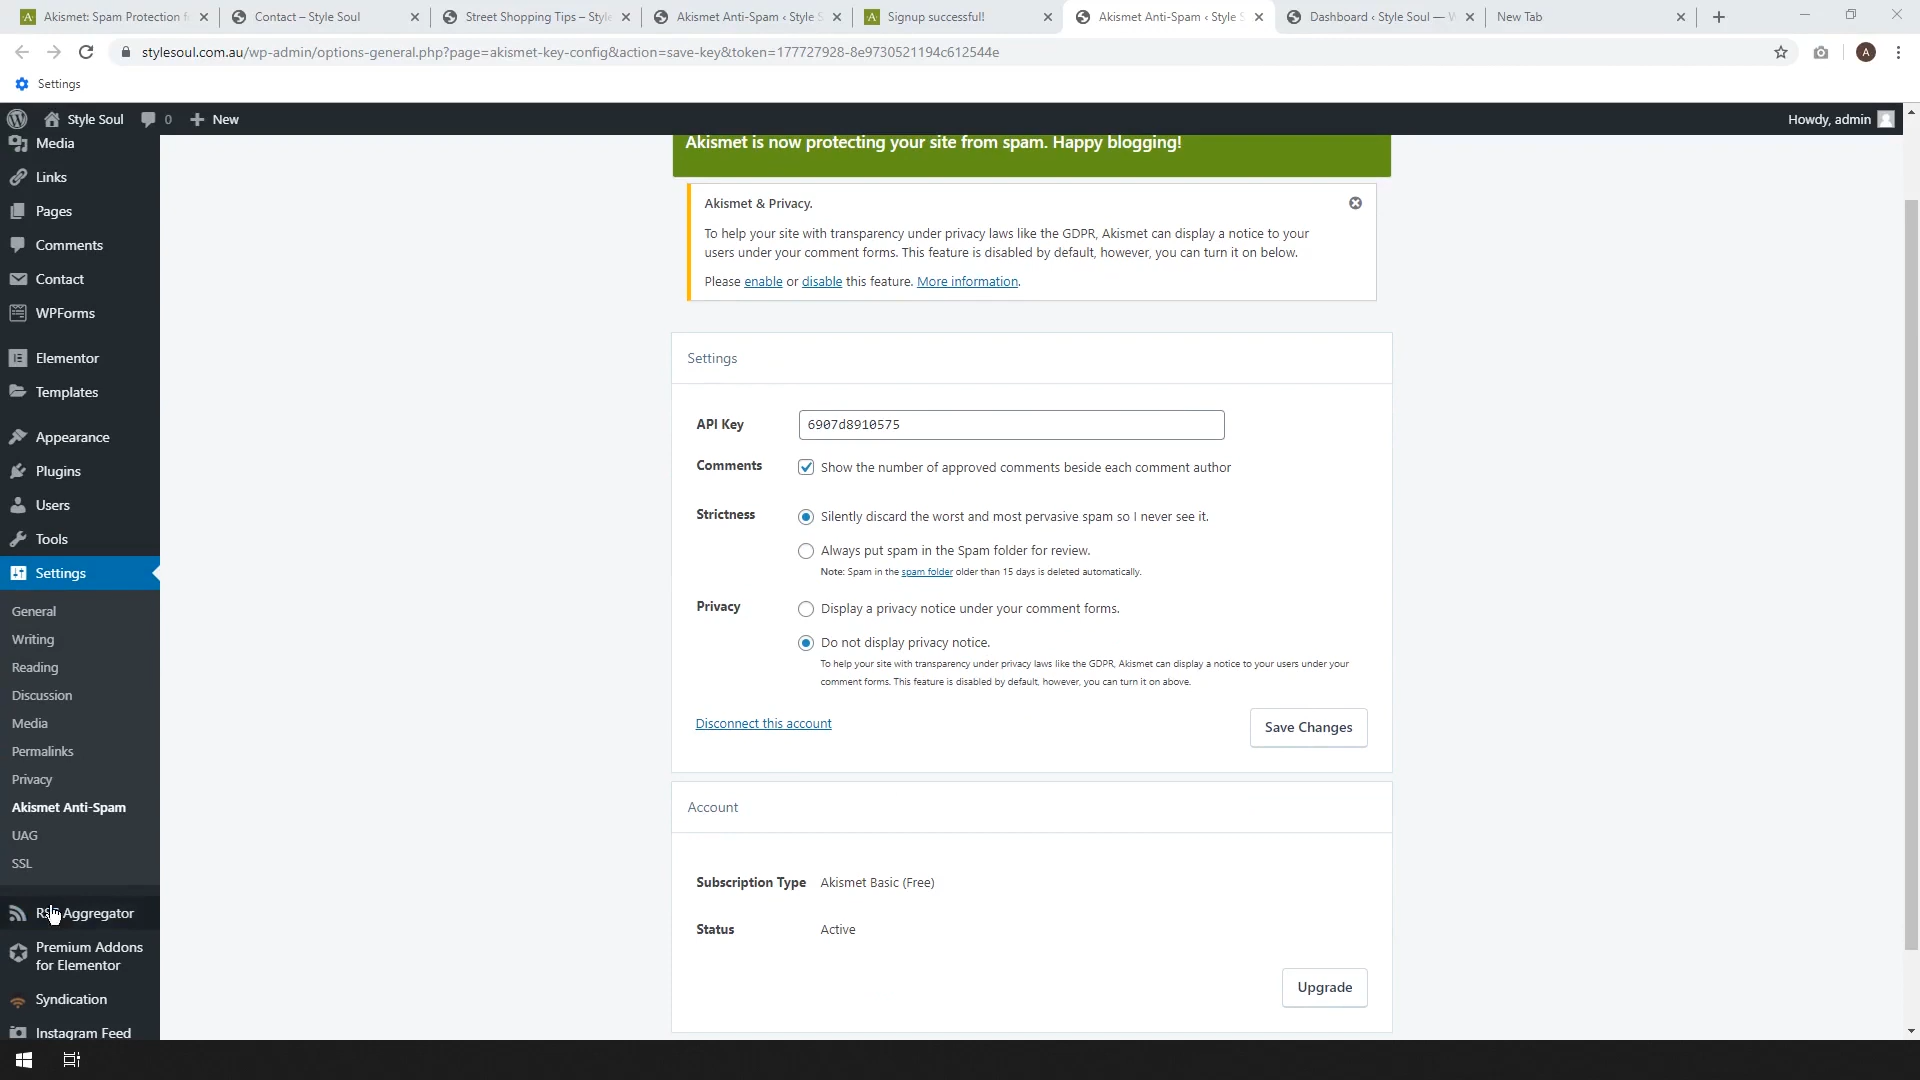 Akismet: Spam Protection f
Contact – Style Soul
Street Shopping Tips – Style
Akismet Anti-Spam ‹ Style S
Signup successful!
Akismet Anti-Spam ‹ Style S
Dashboard ‹ Style Soul — W
New Tab
stylesoul.com.au/wp-admin/options-general.php?page=akismet-key-config&action=save-key&token=177727928-8e9730521194c612544e
A
Settings
Style Soul
0
New
Howdy, admin
Media
Links
Pages
Comments
Contact
WPForms
Elementor
Templates
Appearance
Plugins
Users
Tools
Settings
General
Writing
Reading
Discussion
Media
Permalinks
Privacy
Akismet Anti-Spam
UAG
SSL
RSS Aggregator
Premium Addons
for Elementor
Syndication
Instagram Feed
Akismet is now protecting your site from spam. Happy blogging!
Akismet & Privacy.
To help your site with transparency under privacy laws like the GDPR, Akismet can display a notice to your
users under your comment forms. This feature is disabled by default, however, you can turn it on below.
Please enable or disable this feature. More information.
Settings
API Key
6907d8910575
Comments
Show the number of approved comments beside each comment author
Strictness
Silently discard the worst and most pervasive spam so I never see it.
Always put spam in the Spam folder for review.
Note: Spam in the spam folder older than 15 days is deleted automatically.
Privacy
Display a privacy notice under your comment forms.
Do not display privacy notice.
To help your site with transparency under privacy laws like the GDPR, Akismet can display a notice to your users under your
comment forms. This feature is disabled by default, however, you can turn it on above.
Disconnect this account
Save Changes
Account
Subscription Type
Akismet Basic (Free)
Status
Active
Upgrade